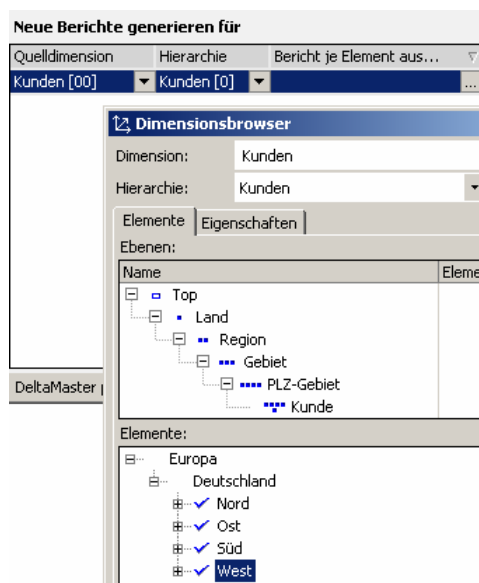 Neue Berichte generieren für
Quelldimension Hierarchie Bericht je Element aus...
Kunden [00] Kunden [0] ...
Dimensionsbrowser
Dimension: Kunden
Hierarchie: Kunden
Elemente Eigenschaften
Ebenen:
Name Eleme
Top
Land
Region
Gebiet
DeltaMaster PLZ-Gebiet
Kunde
Elemente:
Europa
Deutschland
Nord
Ost
Süd
West